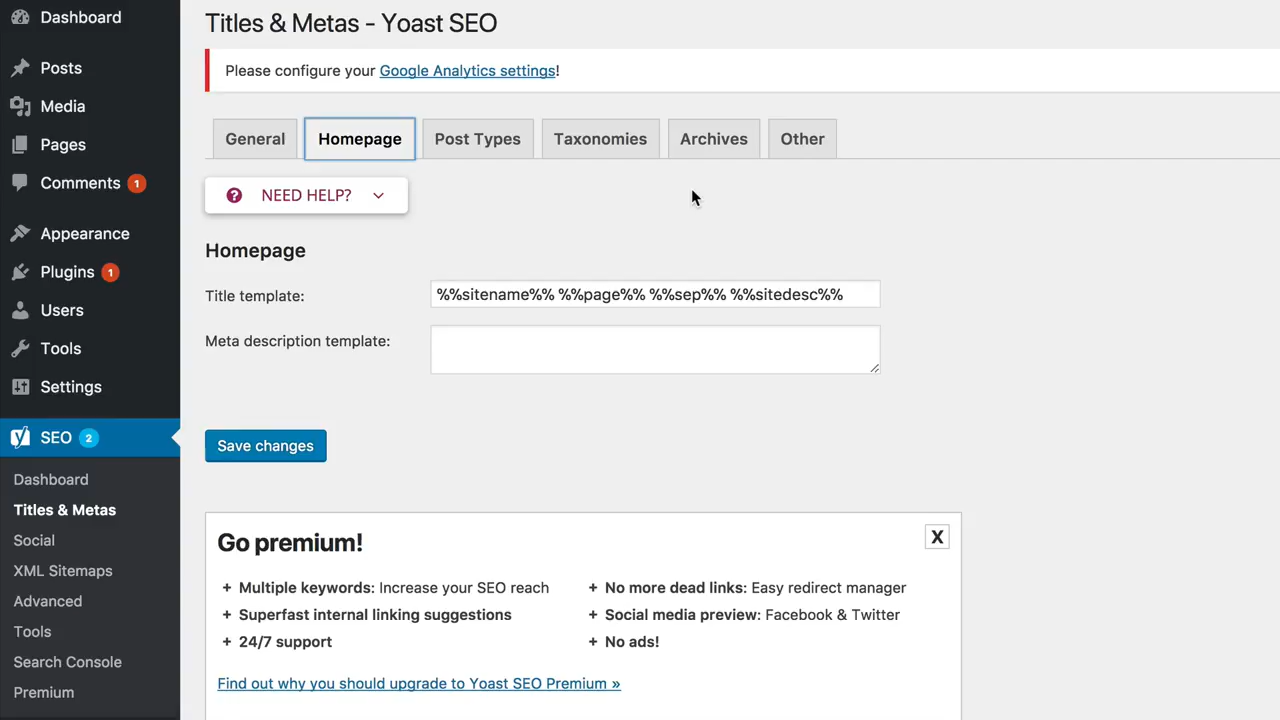 Dashboard
Posts
Media
Pages
Comments 1
Appearance
Plugins 1
Users
Tools
Settings
SEO 2
Dashboard
Titles & Metas
Social
XML Sitemaps
Advanced
Tools
Search Console
Premium
Titles & Metas - Yoast SEO
Please configure your Google Analytics settings!
General Homepage Post Types Taxonomies Archives Other
NEED HELP?
Homepage
Title template: %%sitename%% %%page%% %%sep%% %%sitedesc%%
Meta description template:
Save changes
Go premium! X
+ Multiple keywords: Increase your SEO reach
+ Superfast internal linking suggestions
+ 24/7 support
+ No more dead links: Easy redirect manager
+ Social media preview: Facebook & Twitter
+ No ads!
Find out why you should upgrade to Yoast SEO Premium »